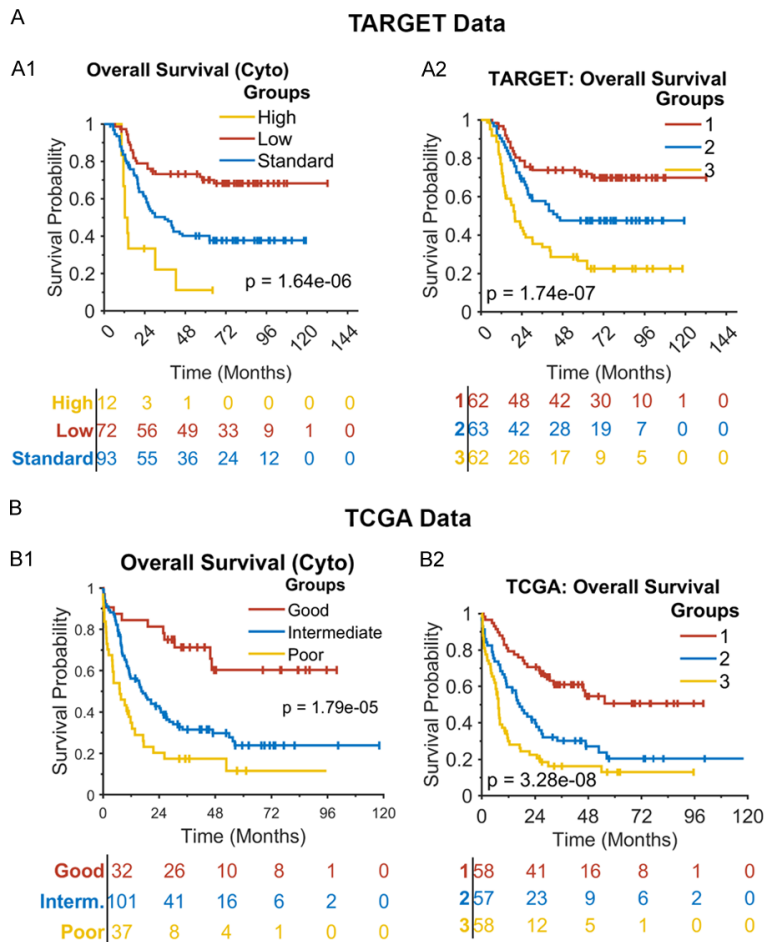 A
TARGET Data
A1
Overall Survival (Cyto)
Groups
High
Low
Standard
Survival Probability
1
0.8
0.6
0.4
0.2
0
p = 1.64e-06
0 24 48 72 96 120 144
Time (Months)
High 12 3 1 0 0 0 0
Low 72 56 49 33 9 1 0
Standard 93 55 36 24 12 0 0
A2
TARGET: Overall Survival
Groups
1
2
3
Survival Probability
1
0.8
0.6
0.4
0.2
0
p = 1.74e-07
0 24 48 72 96 120 144
Time (Months)
1 62 48 42 30 10 1 0
2 63 42 28 19 7 0 0
3 62 26 17 9 5 0 0
B
TCGA Data
B1
Overall Survival (Cyto)
Groups
Good
Intermediate
Poor
Survival Probability
1
0.8
0.6
0.4
0.2
0
p = 1.79e-05
0 24 48 72 96 120
Time (Months)
Good 32 26 10 8 1 0
Interm. 101 41 16 6 2 0
Poor 37 8 4 1 0 0
B2
TCGA: Overall Survival
Groups
1
2
3
Survival Probability
1
0.8
0.6
0.4
0.2
0
p = 3.28e-08
0 24 48 72 96 120
Time (Months)
1 58 41 16 8 1 0
2 57 23 9 6 2 0
3 58 12 5 1 0 0